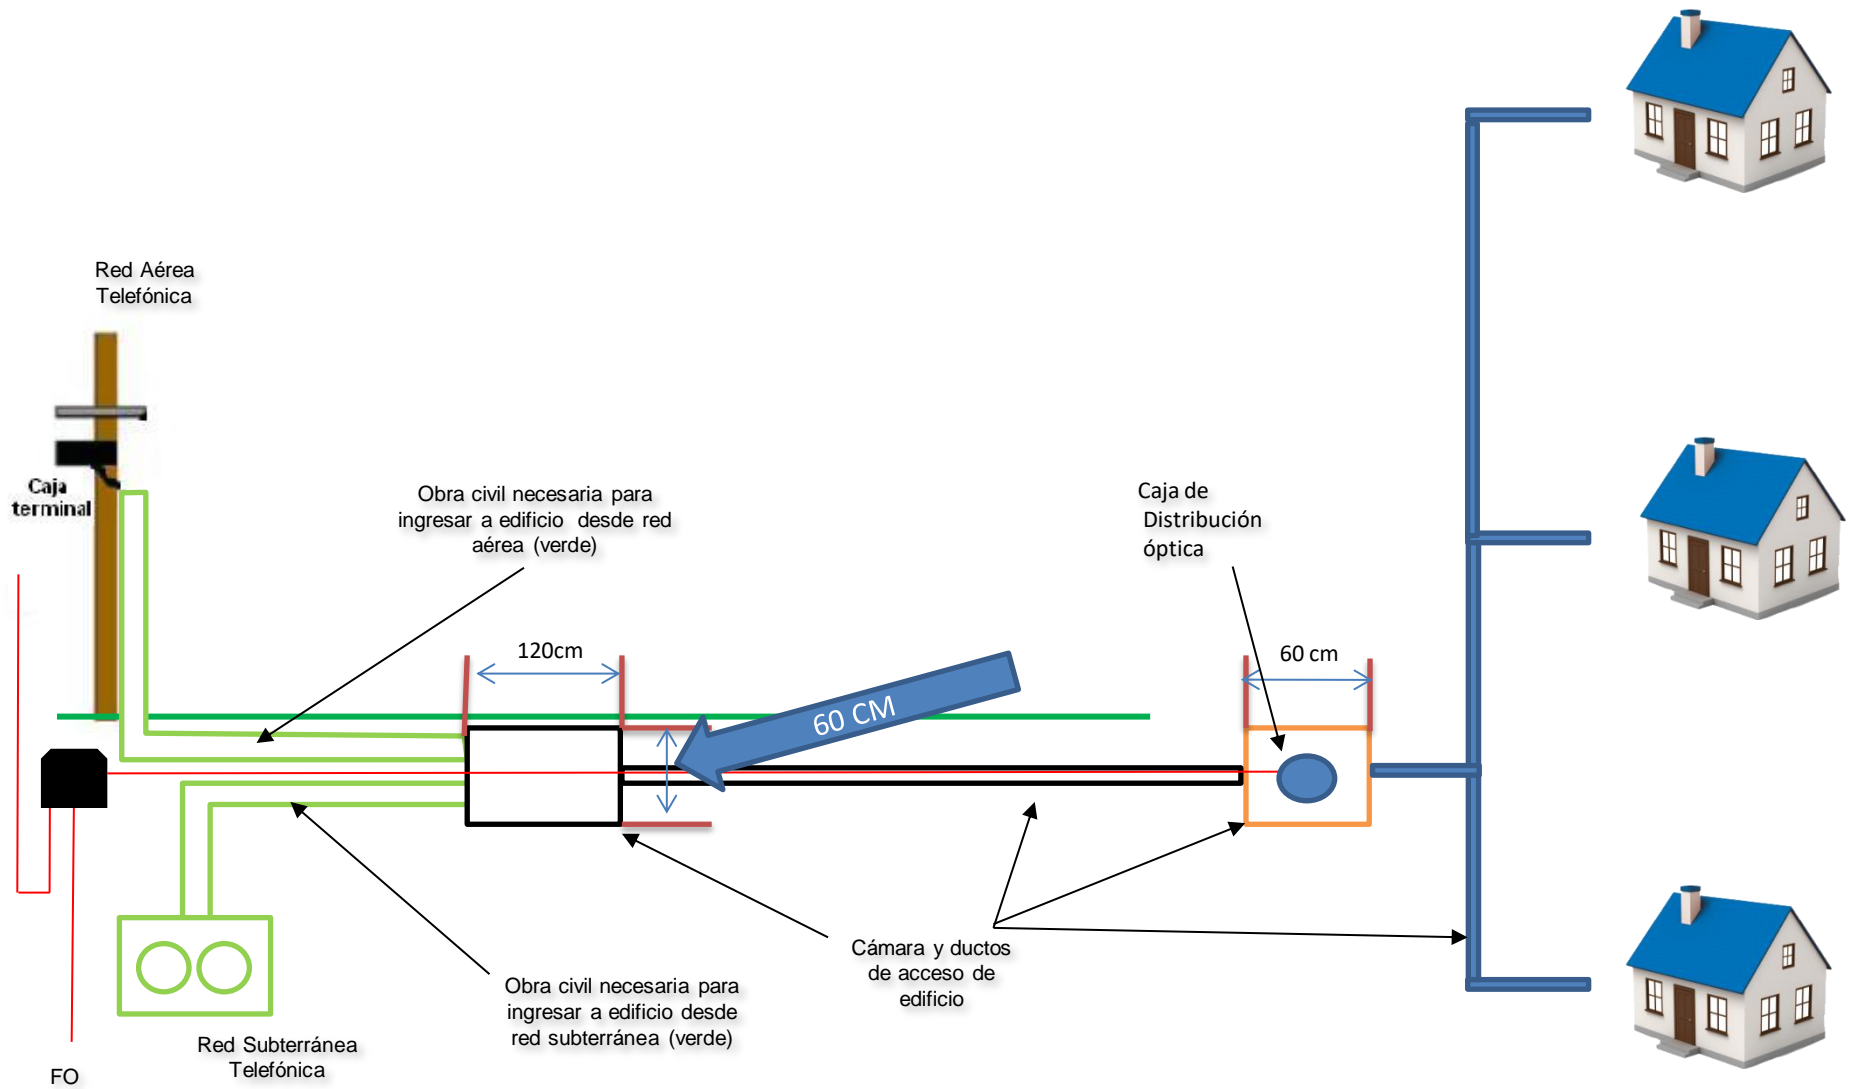 Red Aérea
Telefónica
Caja
terminal
Obra civil necesaria para
ingresar a edificio desde red
aérea (verde)
Caja de
Distribución
óptica
120cm
60 CM
60 cm
Cámara y ductos
de acceso de
edificio
Obra civil necesaria para
ingresar a edificio desde
red subterránea (verde)
Red Subterránea
Telefónica
FO